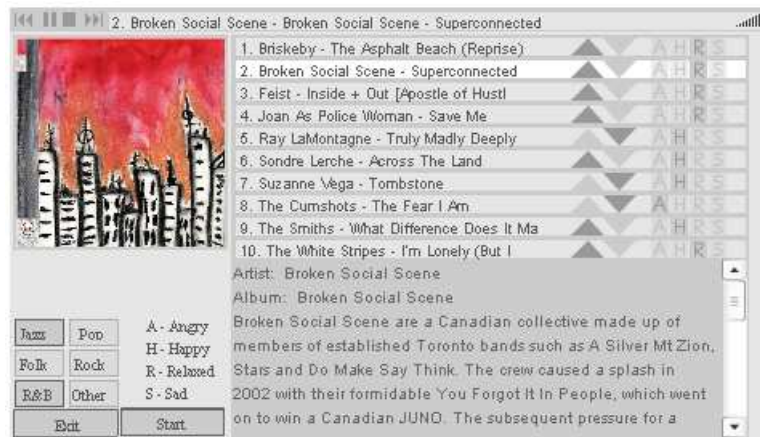 2. Broken Social Scene - Broken Social Scene - Superconnected
1. Briskeby - The Asphalt Beach (Reprise) A H R S
2. Broken Social Scene - Superconnected A H R S
3. Feist - Inside + Out [Apostle of Hustl A H R S
4. Joan As Police Woman - Save Me A H R S
5. Ray LaMontagne - Truly Madly Deeply A H R S
6. Sondre Lerche - Across The Land A H R S
7. Suzanne Vega - Tombstone A H R S
8. The Cumshots - The Fear I Am A H R S
9. The Smiths - What Difference Does It Ma A H R S
10. The White Stripes - I'm Lonely (But I A H R S
Artist: Broken Social Scene
Album: Broken Social Scene
Broken Social Scene are a Canadian collective made up of
members of established Toronto bands such as A Silver Mt Zion,
Stars and Do Make Say Think. The crew caused a splash in
2002 with their formidable You Forgot It In People, which went
on to win a Canadian JUNO. The subsequent pressure for a
Jazz Pop
Folk Rock
R&B Other
A - Angry
H - Happy
R - Relaxed
S - Sad
Exit Start